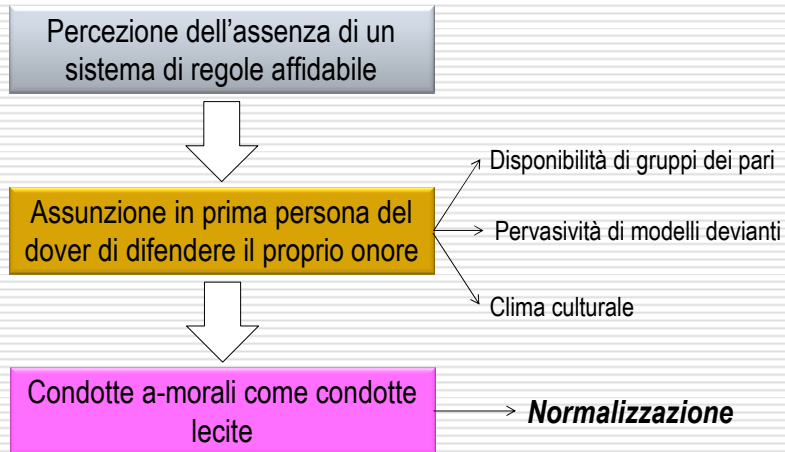 Percezione dell'assenza di un
sistema di regole affidabile
Assunzione in prima persona del
dover di difendere il proprio onore
Disponibilità di gruppi dei pari
Pervasività di modelli devianti
Clima culturale
Condotte a-morali come condotte
lecite
Normalizzazione